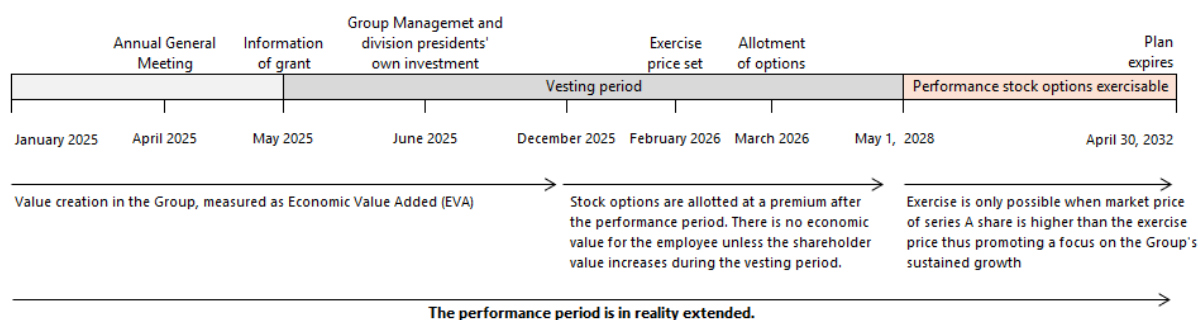 Group Managemet and
Annual General Information division presidents' Exercise Allotment Plan
Meeting of grant own investment price set of options expires
Vesting period Performance stock options exercisable
January 2025 April 2025 May 2025 June 2025 December 2025 February 2026 March 2026 May 1, 2028 April 30, 2032
Value creation in the Group, measured as Economic Value Added (EVA)
Stock options are allotted at a premium after
the performance period. There is no economic
value for the employee unless the shareholder
value increases during the vesting period.
Exercise is only possible when market price
of series A share is higher than the exercise
price thus promoting a focus on the Group's
sustained growth
The performance period is in reality extended.